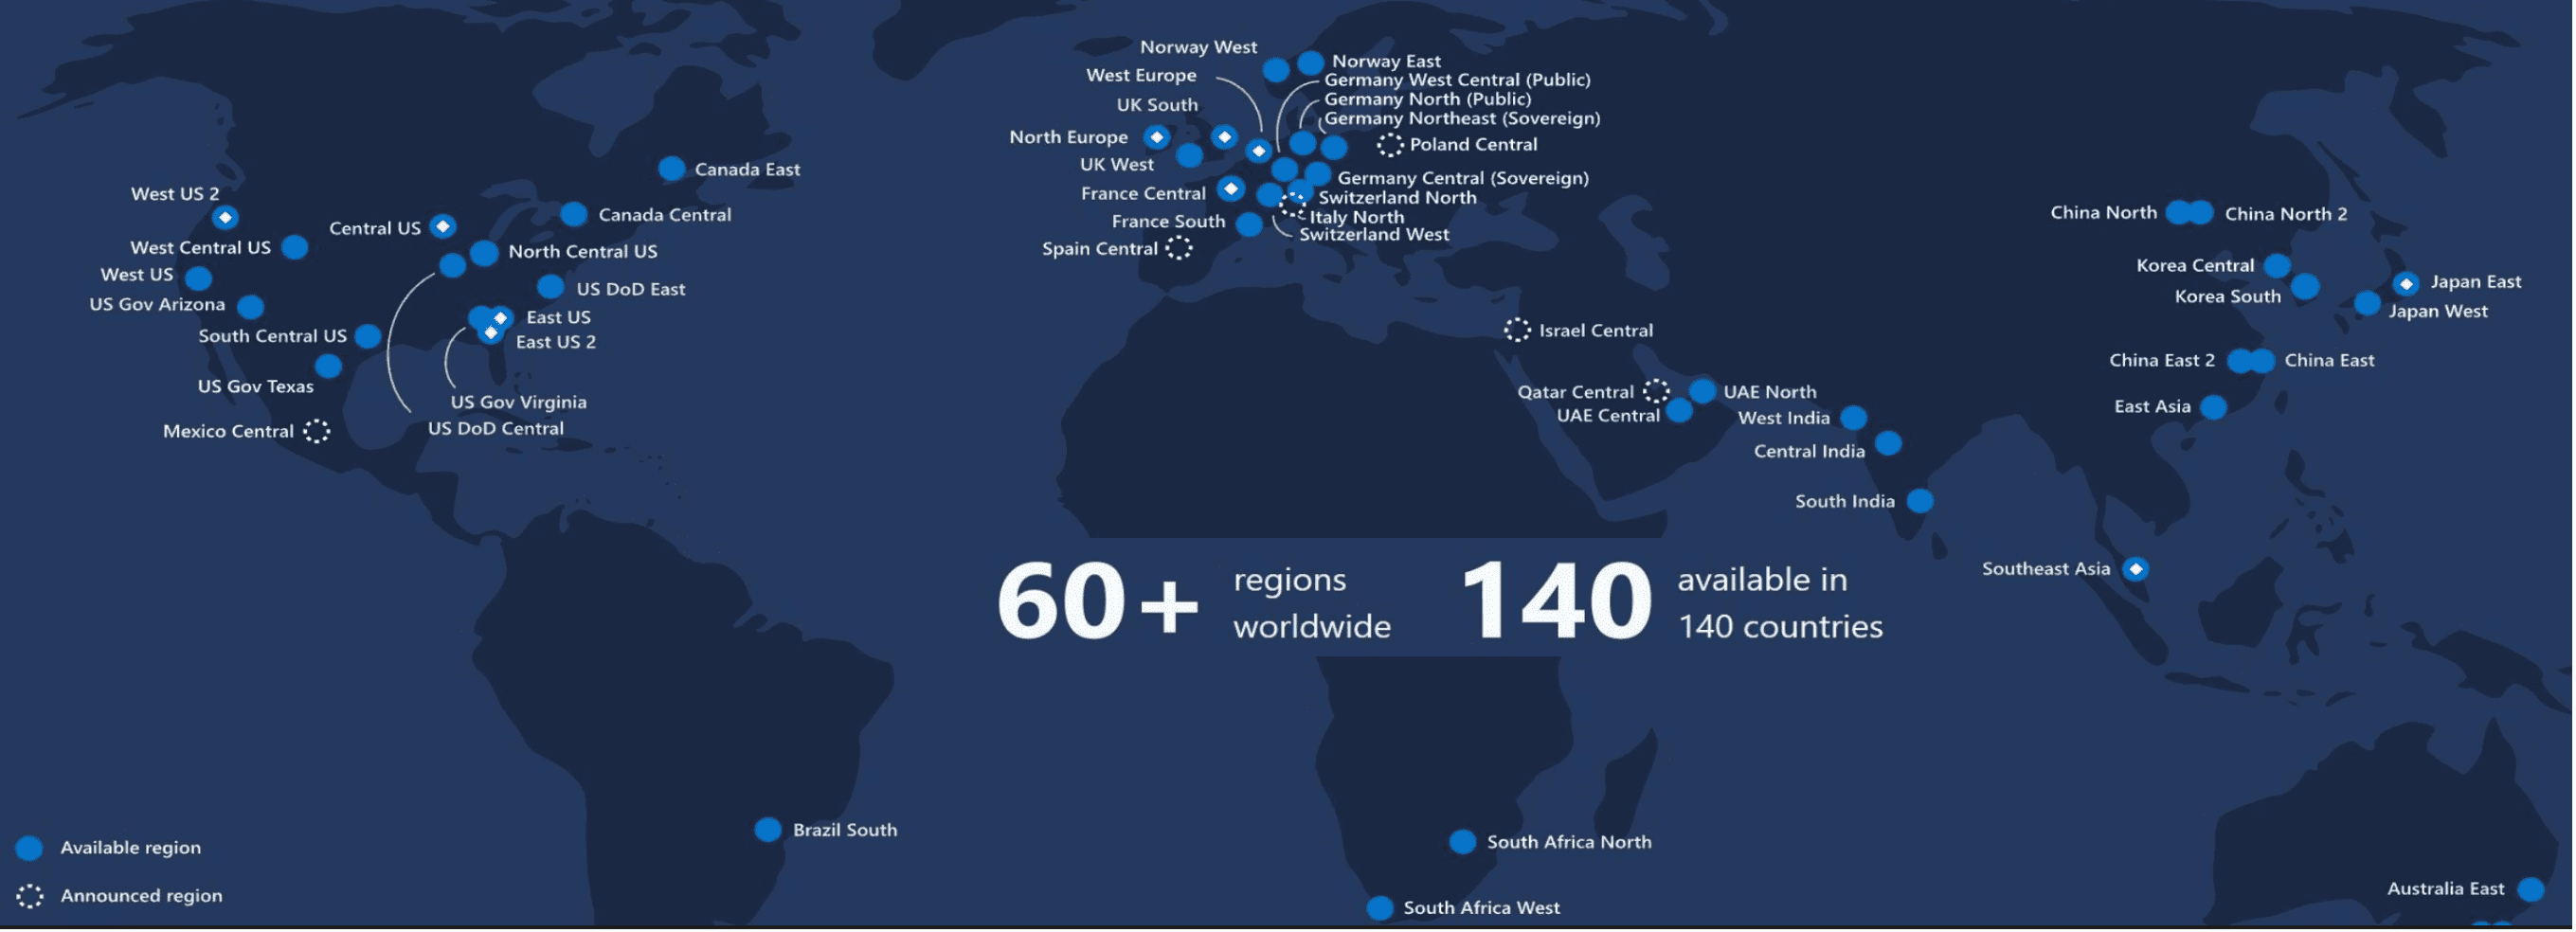 Norway West
Norway East
West Europe
Germany West Central (Public)
UK South
Germany North (Public)
Germany Northeast (Sovereign)
North Europe
Poland Central
UK West
Canada East
Germany Central (Sovereign)
West US 2
France Central
Switzerland North
Canada Central
Italy North
China North
China North 2
Central US
France South
Switzerland West
West Central US
North Central US
Spain Central
Korea Central
West US
US DoD East
Japan East
Korea South
US Gov Arizona
East US
Japan West
South Central US
East US 2
Israel Central
China East 2
China East
US Gov Texas
US Gov Virginia
Qatar Central
UAE North
East Asia
UAE Central
West India
Mexico Central
US DoD Central
Central India
South India
Southeast Asia
60+
regions
worldwide
140
available in
140 countries
Brazil South
South Africa North
Available region
Australia East
Announced region
South Africa West